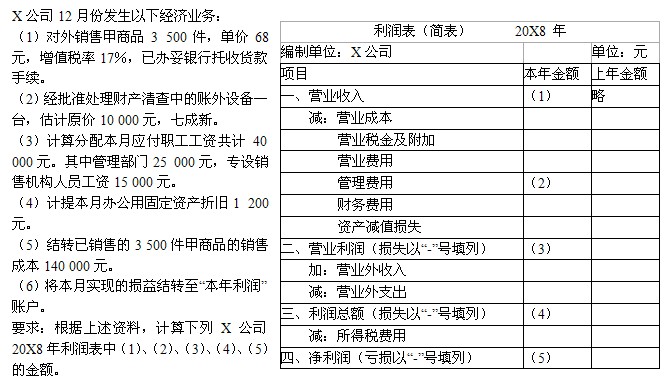 X 公司 12 月份发生以下经济业务：
（1）对外销售甲商品 3 500 件，单价 68
元，增值税率 17%，已办妥银行托收货款
手续。
（2）经批准处理财产清查中的账外设备一
台，估计原价 10 000 元，七成新。
（3）计算分配本月应付职工工资共计 40
000 元。其中管理部门 25 000 元，专设销
售机构人员工资 15 000 元。
（4）计提本月办公用固定资产折旧 1 200
元。
（5）结转已销售的 3 500 件甲商品的销售
成本 140 000 元。
（6）将本月实现的损益结转至“本年利润”
账户。
要求：根据上述资料，计算下列 X 公司
20X8 年利润表中（1）、（2）、（3）、（4）、（5）
的金额。
利润表（简表） 20X8 年
编制单位：X 公司 单位：元
项目 本年金额 上年金额
一、营业收入 （1） 略
减：营业成本
营业税金及附加
营业费用
管理费用 （2）
财务费用
资产减值损失
二、营业利润（损失以“-”号填列） （3）
加：营业外收入
减：营业外支出
三、利润总额（损失以“-”号填列） （4）
减：所得税费用
四、净利润（亏损以“-”号填列） （5）